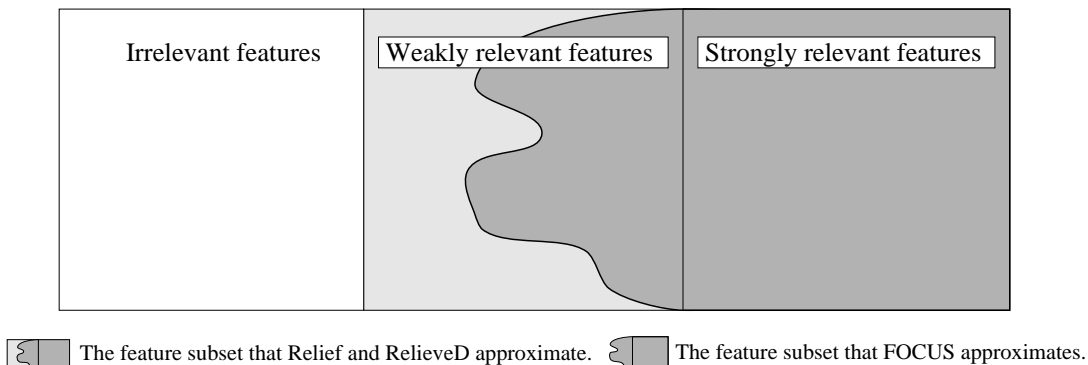 Irrelevant features
Weakly relevant features
Strongly relevant features
The feature subset that Relief and RelieveD approximate.
The feature subset that FOCUS approximates.